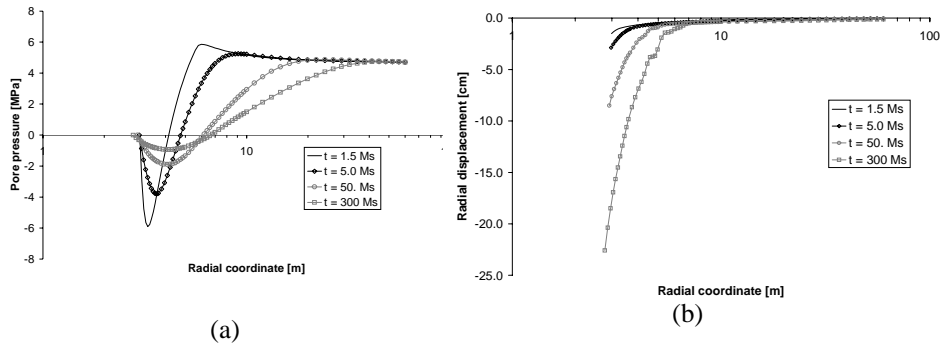 8
6
4
2
0
-2
-4
-6
-8
1
10
Pore pressure [MPa]
Radial coordinate [m]
t = 1.5 Ms
t = 5.0 Ms
t = 50. Ms
t = 300 Ms
(a)
0.0
-5.0
-10.0
-15.0
-20.0
-25.0
1
10
100
Radial displacement [cm]
Radial coordinate [m]
t = 1.5 Ms
t = 5.0 Ms
t = 50. Ms
t = 300 Ms
(b)